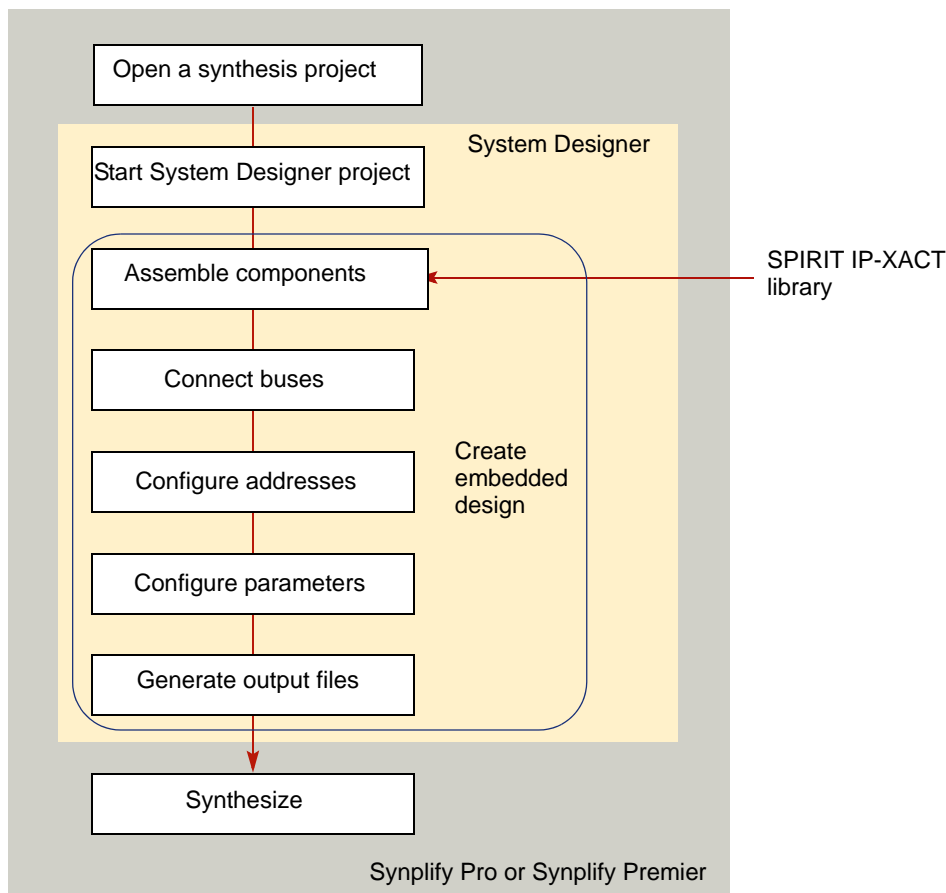 Open a synthesis project
System Designer
Start System Designer project
Assemble components
SPIRIT IP-XACT
library
Connect buses
Create
embedded
design
Configure addresses
Configure parameters
Generate output files
Synthesize
Synplify Pro or Synplify Premier